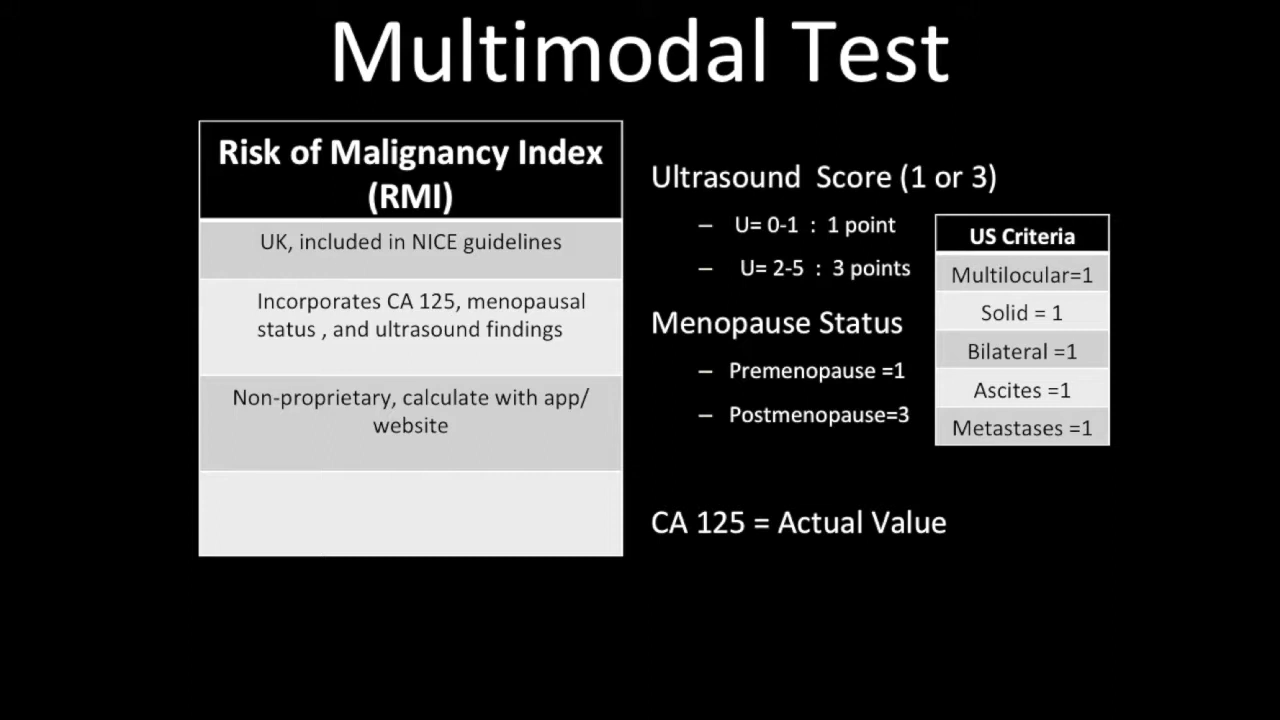 Multimodal Test
Risk of Malignancy Index
(RMI)
UK, included in NICE guidelines
Incorporates CA 125, menopausal
status , and ultrasound findings
Non-proprietary, calculate with app/
website
Ultrasound  Score (1 or 3)
– U= 0-1 : 1 point
– U= 2-5 : 3 points
Menopause Status
– Premenopause =1
– Postmenopause=3
CA 125 = Actual Value
US Criteria
Multilocular=1
Solid = 1
Bilateral =1
Ascites =1
Metastases =1